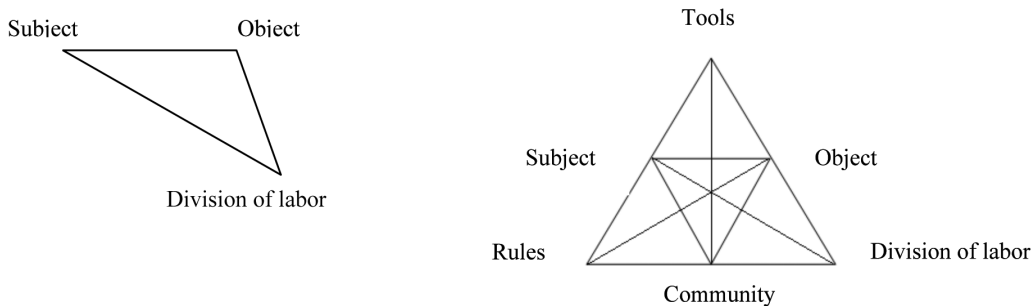 Subject Object
Division of labor
Tools
Subject Object
Rules Division of labor
Community